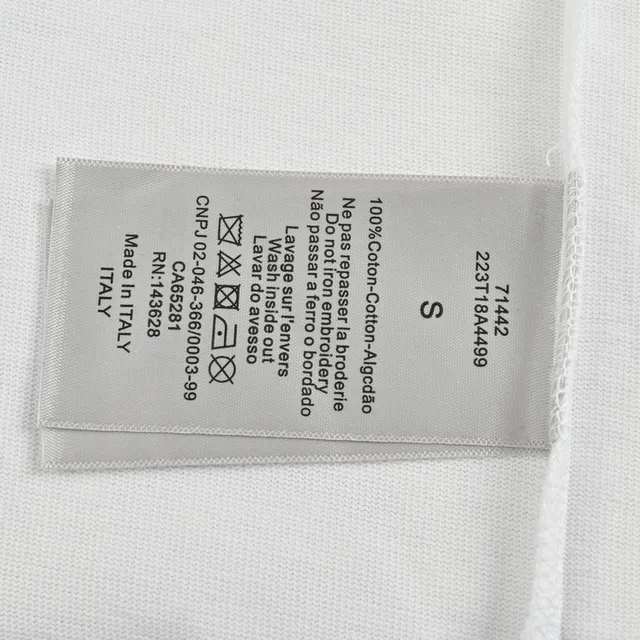 71442
223T18A4499
S
100%Coton-Cotton-Algcdão
Ne pas repasser la broderie
Do not iron embroidery
Não passar a ferro o bordado
Lavage sur l'envers
Wash inside out
Lavar do avesso
CNPJ 02-046-366/0003-99
CA65281
RN:143628
Made In ITALY
ITALY